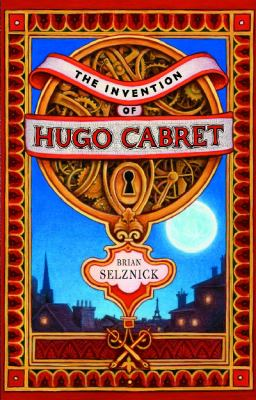 THE INVENTION
OF
HUGO CABRET
BRIAN
SELZNICK